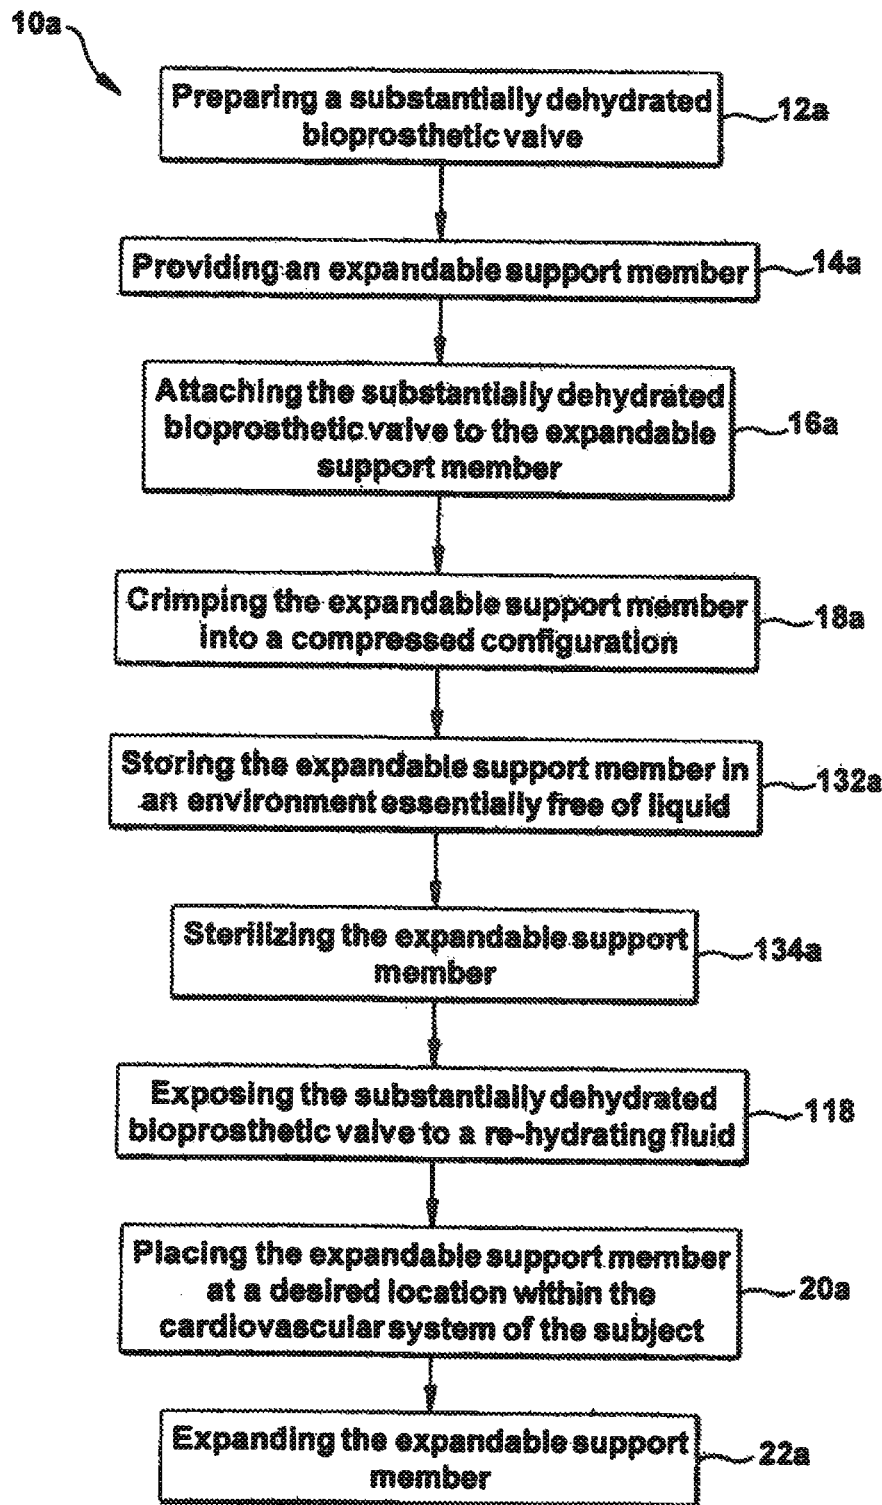 10a
Preparing a substantially dehydrated
bioprosthetic valve
12a
Providing an expandable support member
14a
Attaching the substantially dehydrated
bioprosthetic valve to the expandable
support member
16a
Crimping the expandable support member
into a compressed configuration
18a
Storing the expandable support member in
an environment essentially free of liquid
132a
Sterilizing the expandable support
member
134a
Exposing the substantially dehydrated
bioprosthetic valve to a re-hydrating fluid
118
Placing the expandable support member
at a desired location within the
cardiovascular system of the subject
20a
Expanding the expandable support
member
22a